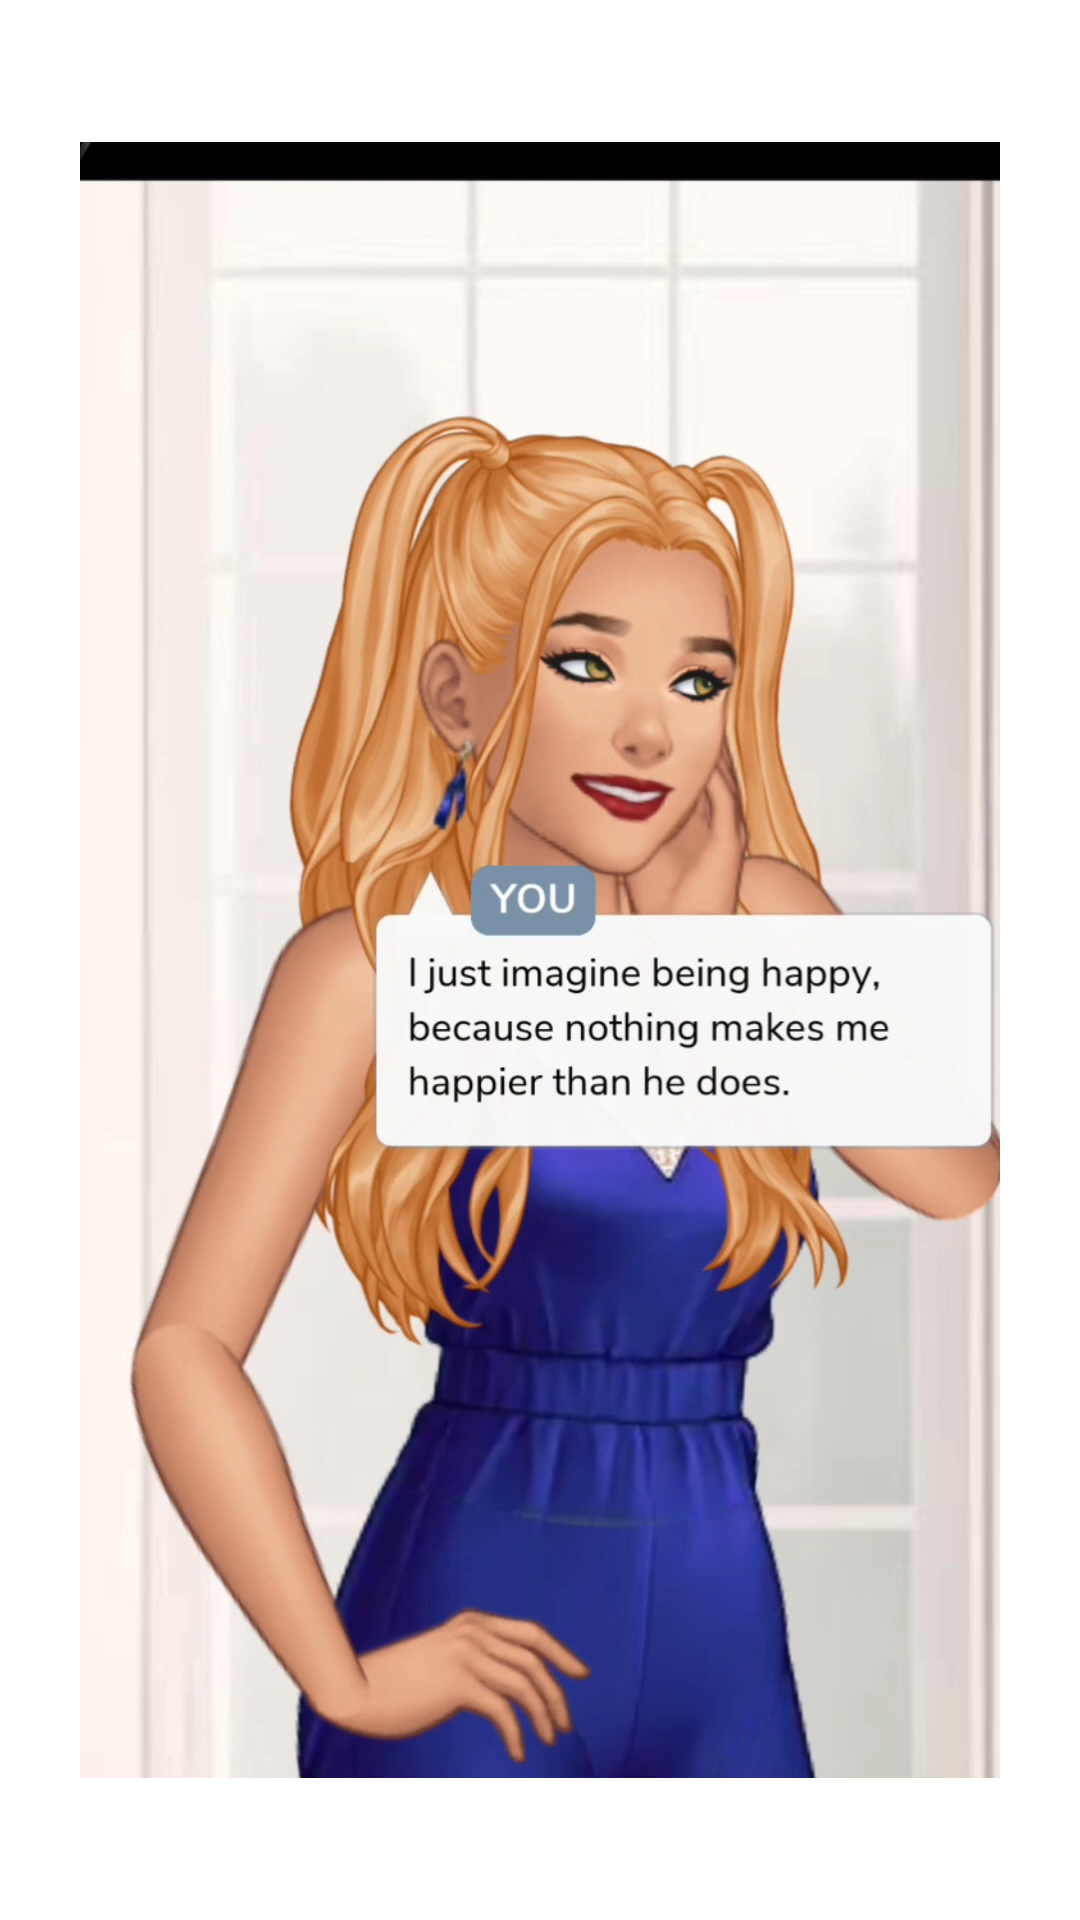 YOU
I just imagine being happy,
because nothing makes me
happier than he does.